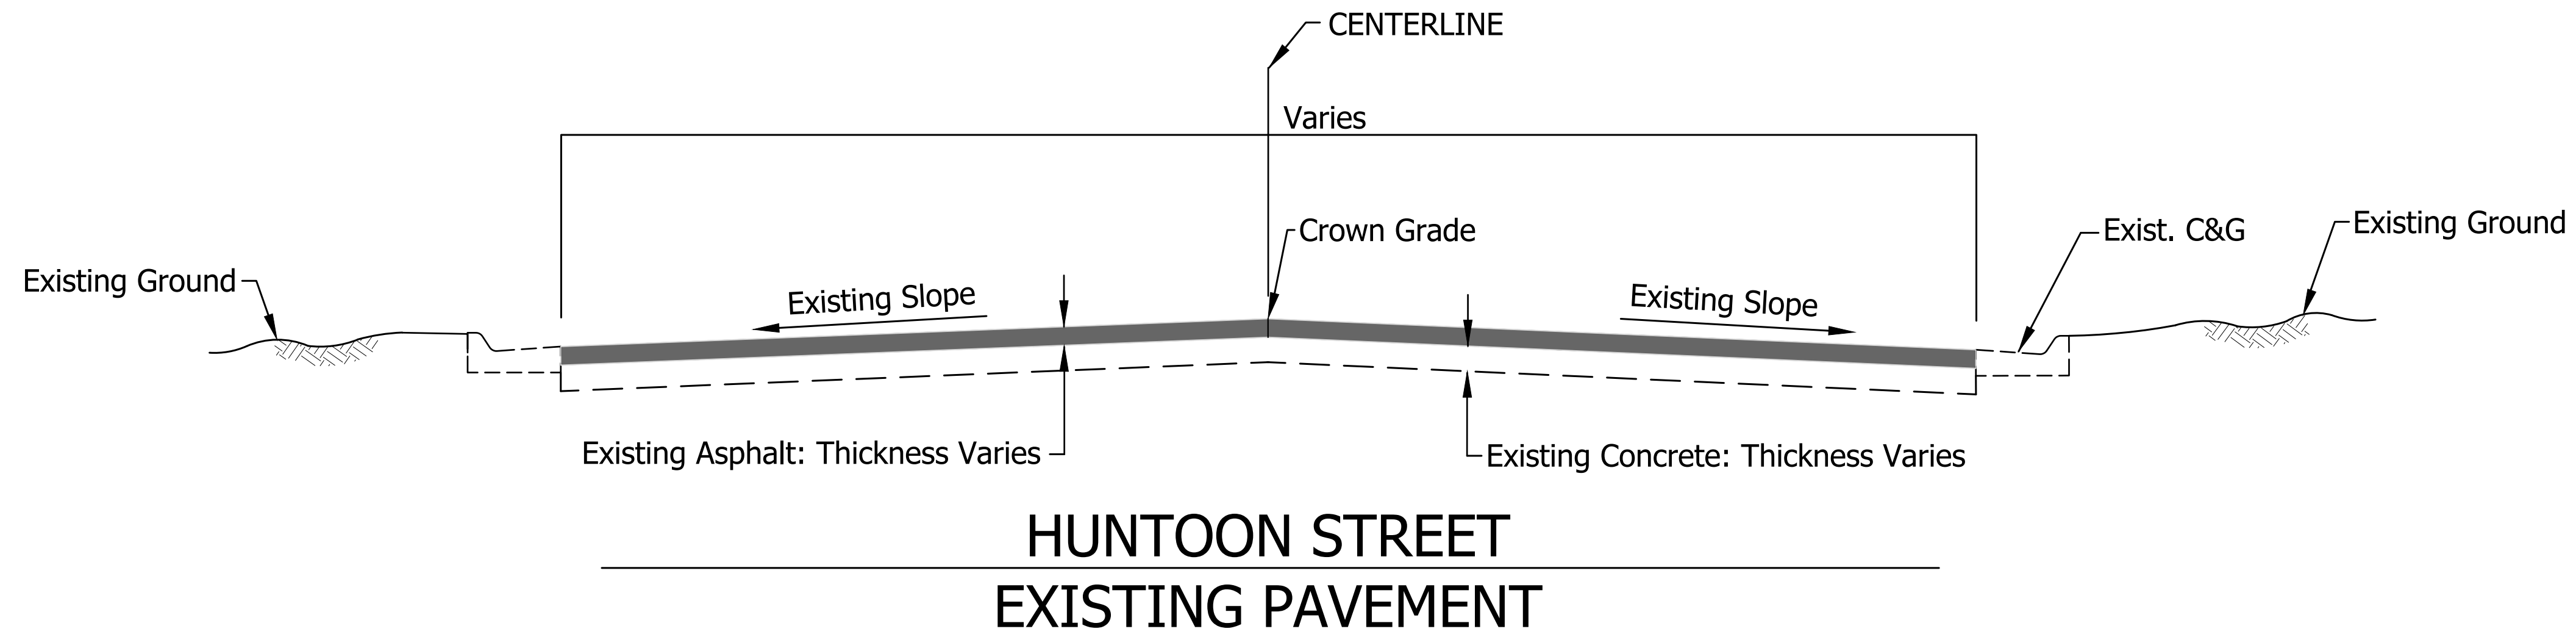 CENTERLINE
Varies
Crown Grade
Exist. C&G
Existing Ground
Existing Ground
Existing Slope
Existing Slope
Existing Asphalt: Thickness Varies
Existing Concrete: Thickness Varies
HUNTOON STREET
EXISTING PAVEMENT